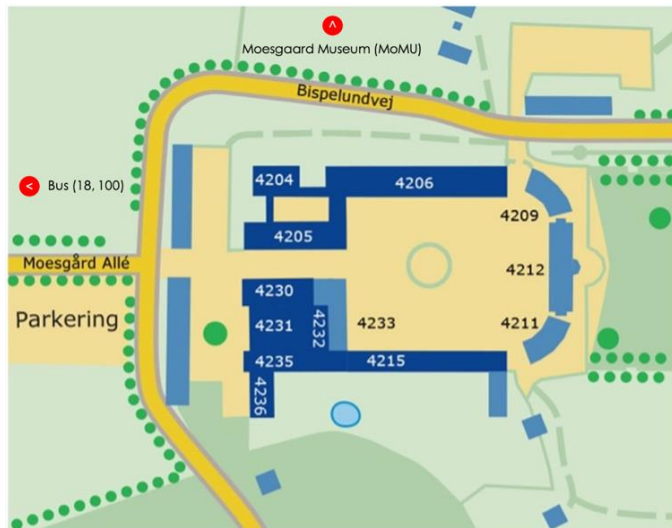 Moesgaard Museum (MoMU)
Bispelundvej
Bus (18, 100)
4204
4206
4209
4205
Moesgård Allé
4212
4230
Parkering
4231
4232
4233
4211
4235
4215
4236